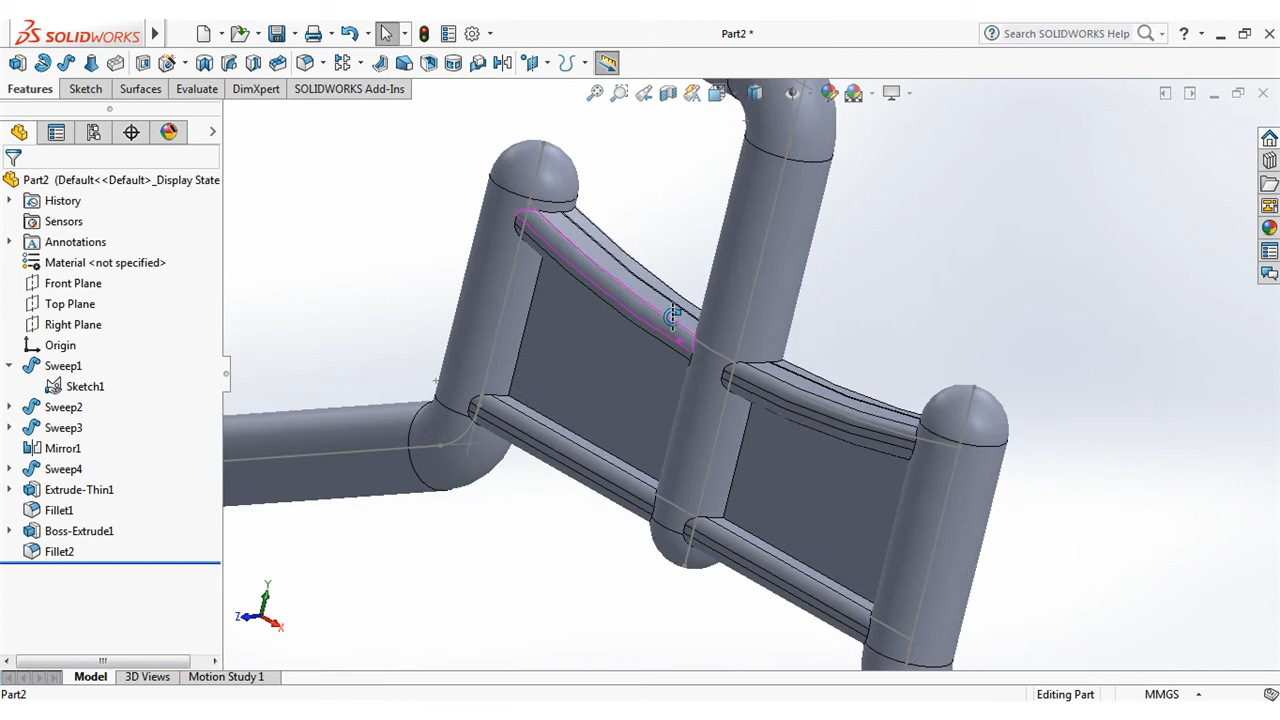 SOLIDWORKS
Part2 *
Search SOLIDWORKS Help
Features
Sketch
Surfaces
Evaluate
DimXpert
SOLIDWORKS Add-Ins
Part2 (Default<<Default>_Display State
History
Sensors
Annotations
Material <not specified>
Front Plane
Top Plane
Right Plane
Origin
Sweep1
Sketch1
Sweep2
Sweep3
Mirror1
Sweep4
Extrude-Thin1
Fillet1
Boss-Extrude1
Fillet2
Y
Z
X
Model
3D Views
Motion Study 1
Part2
Editing Part
MMGS